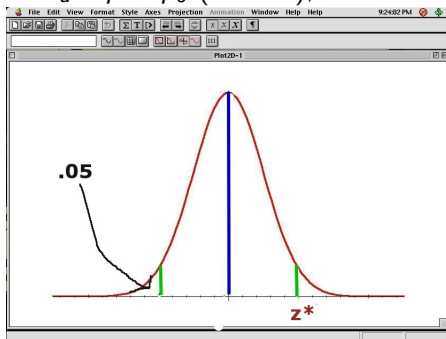 File Edit View Format Style Axes Projection Animation Window Help Help 9:24:02 PM
Σ T
x x X ¶
Plot2D-1
.05
z*